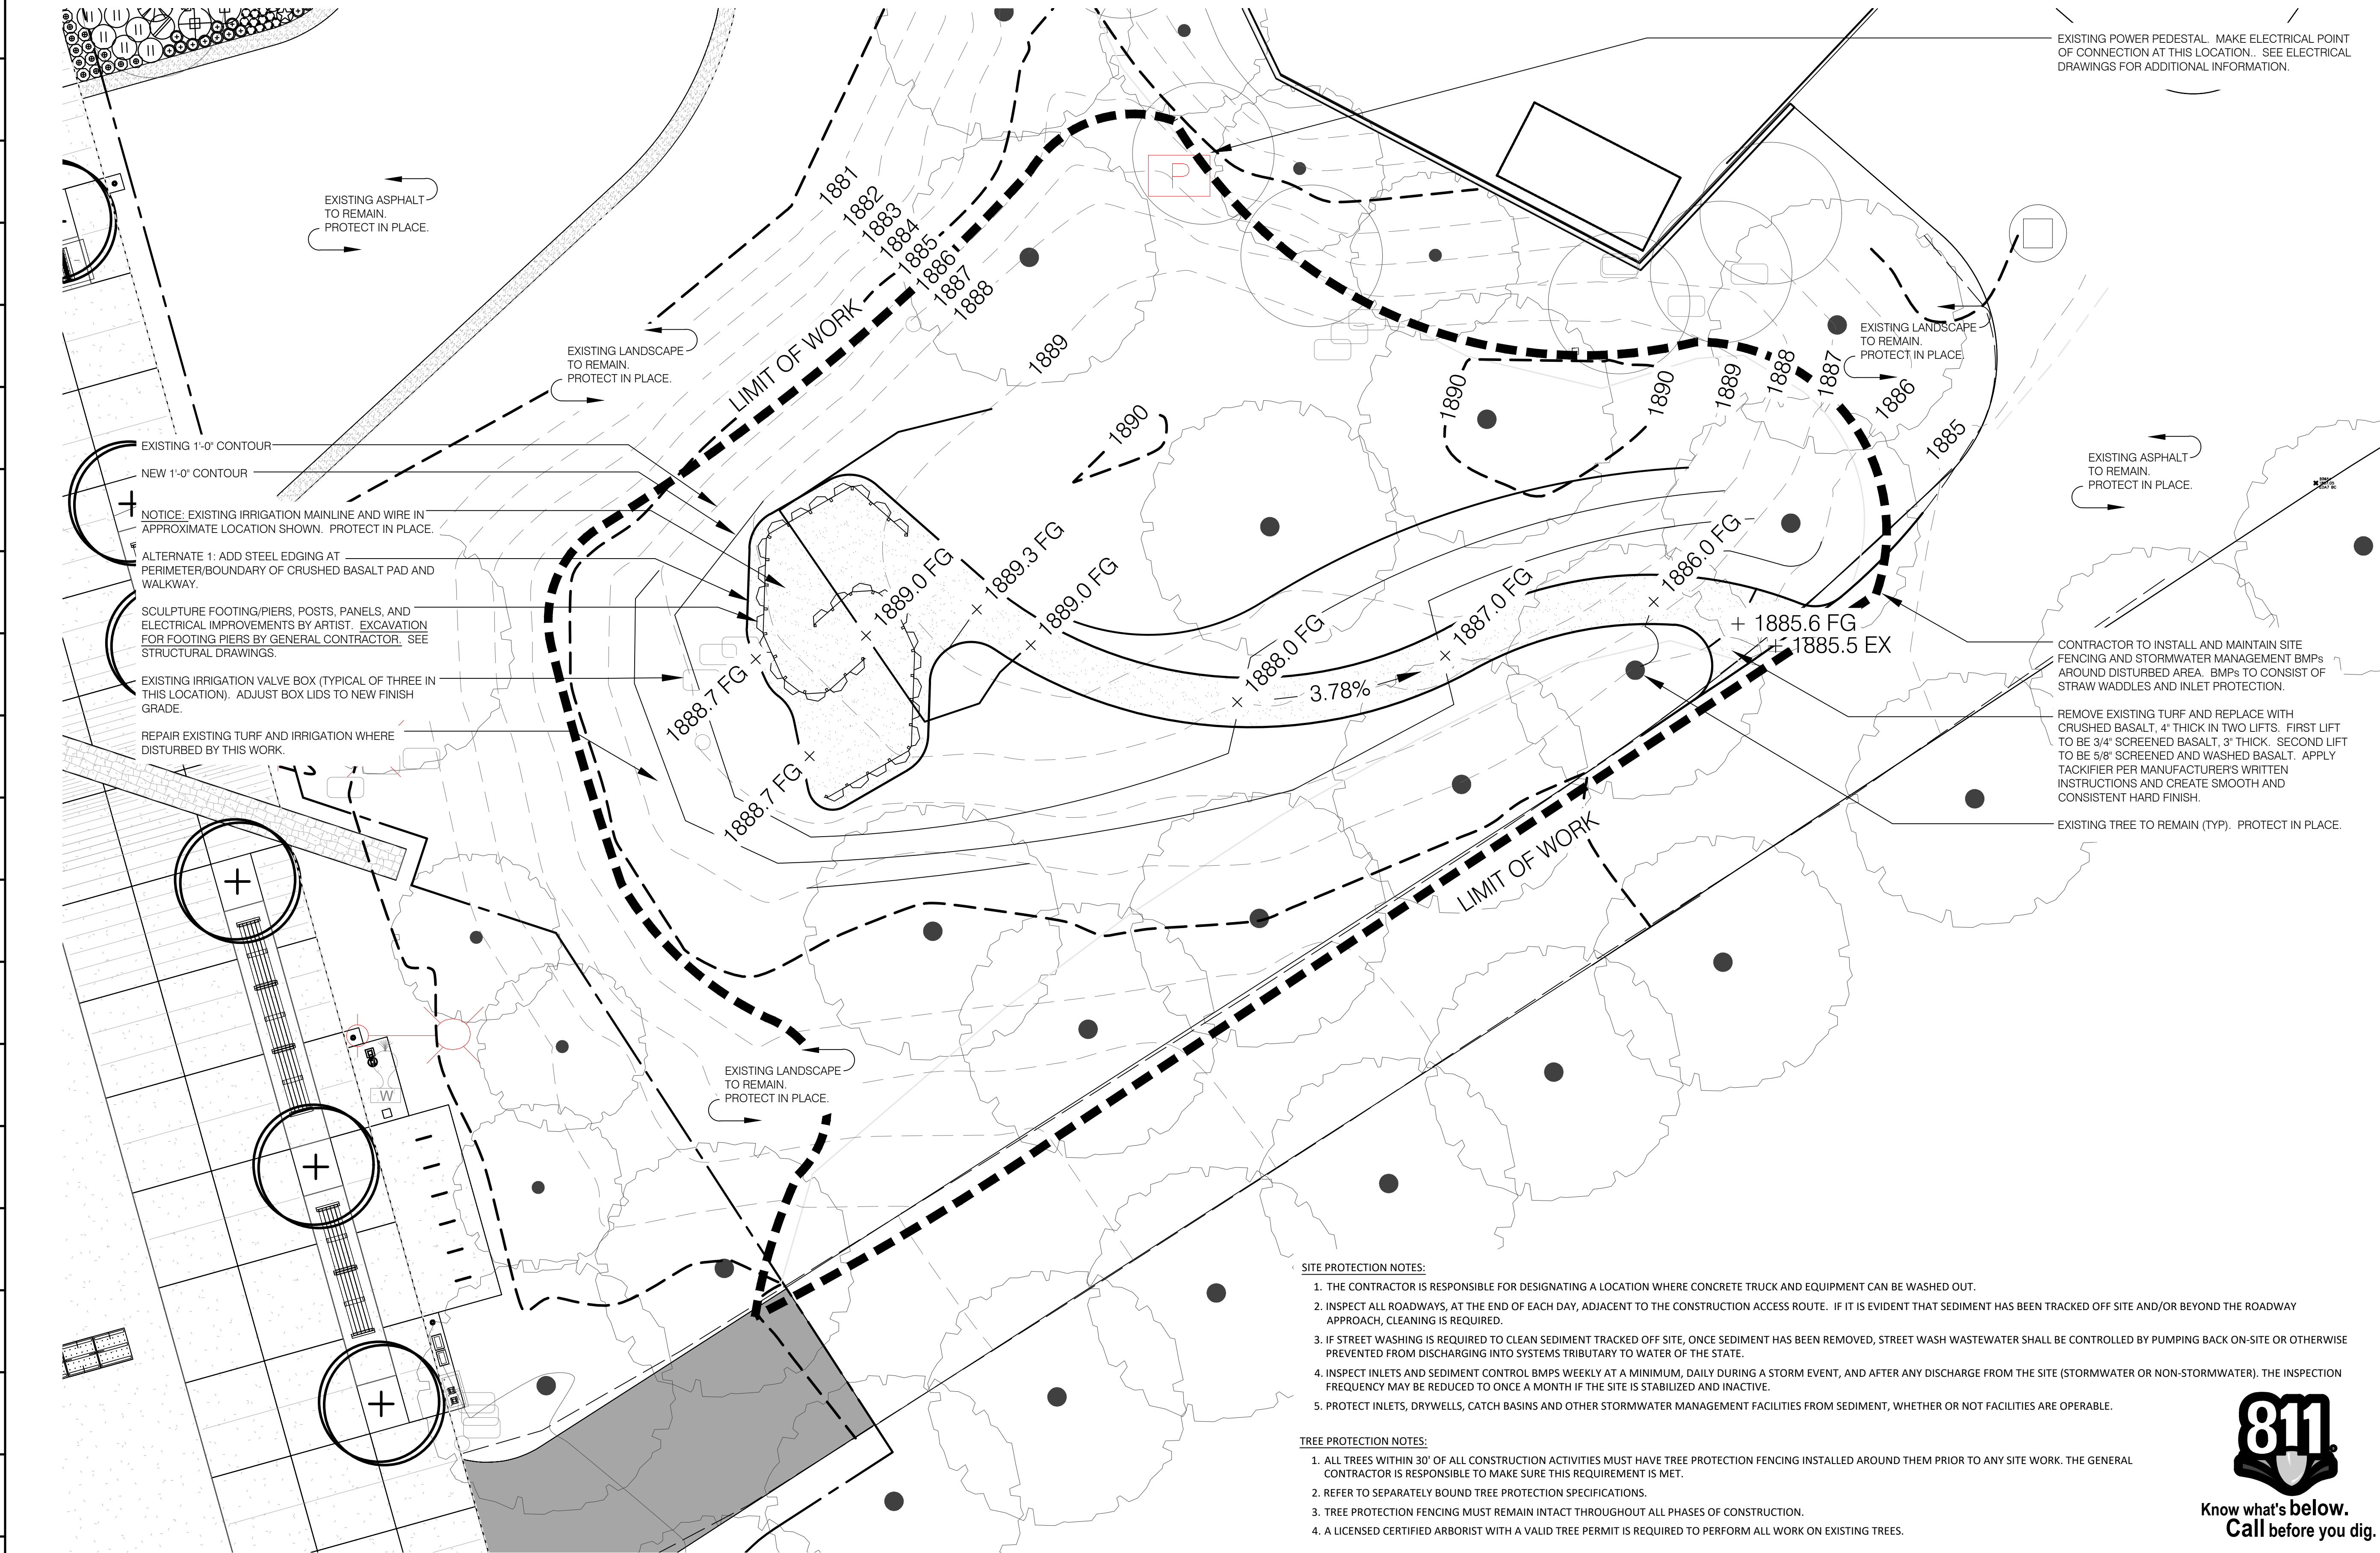 EXISTING POWER PEDESTAL. MAKE ELECTRICAL POINT
OF CONNECTION AT THIS LOCATION.. SEE ELECTRICAL
DRAWINGS FOR ADDITIONAL INFORMATION.
P
EXISTING ASPHALT
TO REMAIN.
PROTECT IN PLACE.
1881
1882
1883
1884
1885
1886
1887
1888
1889
1890
LIMIT OF WORK
EXISTING LANDSCAPE
TO REMAIN.
PROTECT IN PLACE.
1890
1890
1889
1888
1887
1886
1885
EXISTING LANDSCAPE
TO REMAIN.
PROTECT IN PLACE.
EXISTING ASPHALT
TO REMAIN.
PROTECT IN PLACE.
EXISTING 1'-0" CONTOUR
NEW 1'-0" CONTOUR
NOTICE: EXISTING IRRIGATION MAINLINE AND WIRE IN
APPROXIMATE LOCATION SHOWN. PROTECT IN PLACE.
ALTERNATE 1: ADD STEEL EDGING AT
PERIMETER/BOUNDARY OF CRUSHED BASALT PAD AND
WALKWAY.
SCULPTURE FOOTING/PIERS, POSTS, PANELS, AND
ELECTRICAL IMPROVEMENTS BY ARTIST. EXCAVATION
FOR FOOTING PIERS BY GENERAL CONTRACTOR. SEE
STRUCTURAL DRAWINGS.
EXISTING IRRIGATION VALVE BOX (TYPICAL OF THREE IN
THIS LOCATION). ADJUST BOX LIDS TO NEW FINISH
GRADE.
REPAIR EXISTING TURF AND IRRIGATION WHERE
DISTURBED BY THIS WORK.
1889.0 FG
1889.3 FG
1889.0 FG
1888.7 FG
1888.7 FG
1888.0 FG
3.78%
1887.0 FG
1886.0 FG
1885.6 FG
1885.5 EX
CONTRACTOR TO INSTALL AND MAINTAIN SITE
FENCING AND STORMWATER MANAGEMENT BMPs
AROUND DISTURBED AREA. BMPs TO CONSIST OF
STRAW WADDLES AND INLET PROTECTION.
REMOVE EXISTING TURF AND REPLACE WITH
CRUSHED BASALT, 4" THICK IN TWO LIFTS. FIRST LIFT
TO BE 3/4" SCREENED BASALT, 3" THICK. SECOND LIFT
TO BE 5/8" SCREENED AND WASHED BASALT. APPLY
TACKIFIER PER MANUFACTURER'S WRITTEN
INSTRUCTIONS AND CREATE SMOOTH AND
CONSISTENT HARD FINISH.
EXISTING TREE TO REMAIN (TYP). PROTECT IN PLACE.
LIMIT OF WORK
EXISTING LANDSCAPE
TO REMAIN.
PROTECT IN PLACE.
W
SITE PROTECTION NOTES:
1. THE CONTRACTOR IS RESPONSIBLE FOR DESIGNATING A LOCATION WHERE CONCRETE TRUCK AND EQUIPMENT CAN BE WASHED OUT.
2. INSPECT ALL ROADWAYS, AT THE END OF EACH DAY, ADJACENT TO THE CONSTRUCTION ACCESS ROUTE. IF IT IS EVIDENT THAT SEDIMENT HAS BEEN TRACKED OFF SITE AND/OR BEYOND THE ROADWAY
APPROACH, CLEANING IS REQUIRED.
3. IF STREET WASHING IS REQUIRED TO CLEAN SEDIMENT TRACKED OFF SITE, ONCE SEDIMENT HAS BEEN REMOVED, STREET WASH WASTEWATER SHALL BE CONTROLLED BY PUMPING BACK ON-SITE OR OTHERWISE
PREVENTED FROM DISCHARGING INTO SYSTEMS TRIBUTARY TO WATER OF THE STATE.
4. INSPECT INLETS AND SEDIMENT CONTROL BMPS WEEKLY AT A MINIMUM, DAILY DURING A STORM EVENT, AND AFTER ANY DISCHARGE FROM THE SITE (STORMWATER OR NON-STORMWATER). THE INSPECTION
FREQUENCY MAY BE REDUCED TO ONCE A MONTH IF THE SITE IS STABILIZED AND INACTIVE.
5. PROTECT INLETS, DRYWELLS, CATCH BASINS AND OTHER STORMWATER MANAGEMENT FACILITIES FROM SEDIMENT, WHETHER OR NOT FACILITIES ARE OPERABLE.
TREE PROTECTION NOTES:
1. ALL TREES WITHIN 30' OF ALL CONSTRUCTION ACTIVITIES MUST HAVE TREE PROTECTION FENCING INSTALLED AROUND THEM PRIOR TO ANY SITE WORK. THE GENERAL
CONTRACTOR IS RESPONSIBLE TO MAKE SURE THIS REQUIREMENT IS MET.
2. REFER TO SEPARATELY BOUND TREE PROTECTION SPECIFICATIONS.
3. TREE PROTECTION FENCING MUST REMAIN INTACT THROUGHOUT ALL PHASES OF CONSTRUCTION.
4. A LICENSED CERTIFIED ARBORIST WITH A VALID TREE PERMIT IS REQUIRED TO PERFORM ALL WORK ON EXISTING TREES.
811
Know what's below.
Call before you dig.